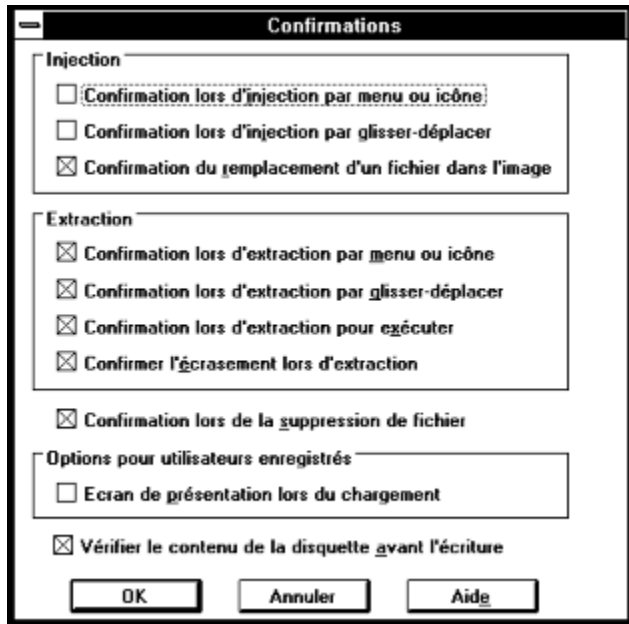 Confirmations
Injection
Confirmation lors d'injection par menu ou icône
Confirmation lors d'injection par glisser-déplacer
Confirmation du remplacement d'un fichier dans l'image
Extraction
Confirmation lors d'extraction par menu ou icône
Confirmation lors d'extraction par glisser-déplacer
Confirmation lors d'extraction pour exécuter
Confirmer l'écrasement lors d'extraction
Confirmation lors de la suppression de fichier
Options pour utilisateurs enregistrés
Ecran de présentation lors du chargement
Vérifier le contenu de la disquette avant l'écriture
OK Annuler Aide